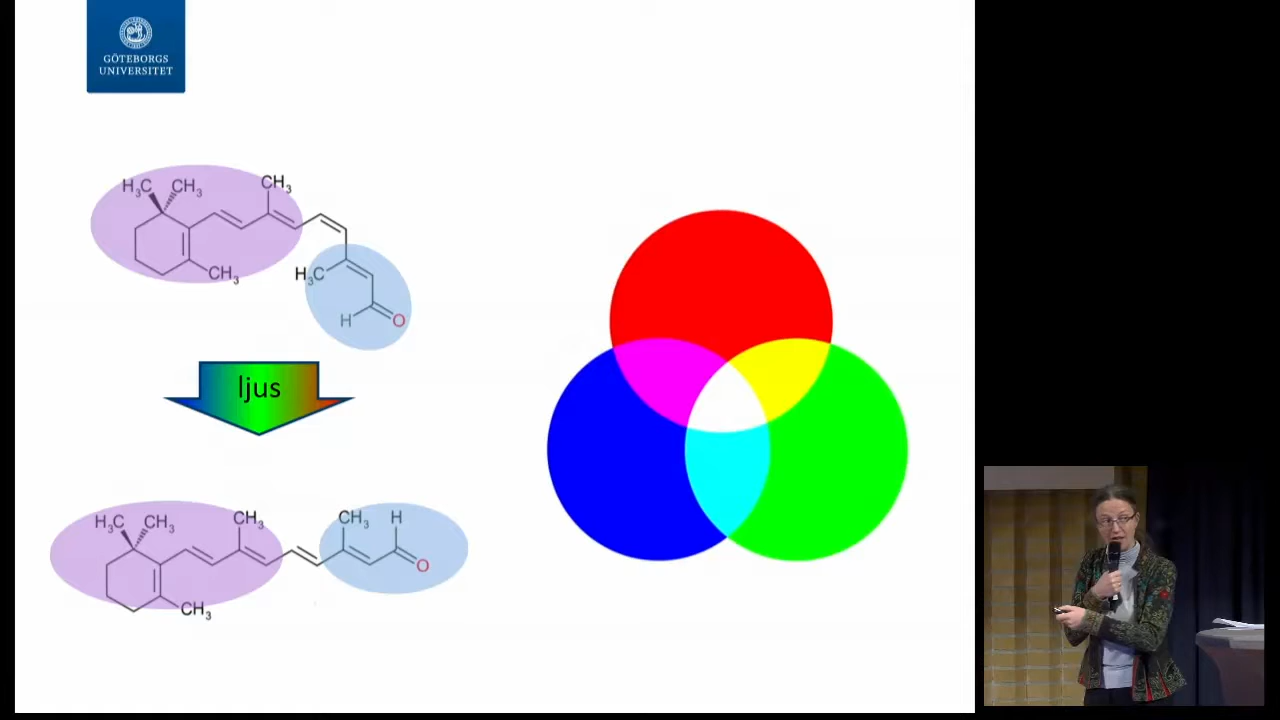 GÖTEBORGS
UNIVERSITET
H₃C CH₃ CH₃
CH₃ H₃C
H O
ljus
H₃C CH₃ CH₃ CH₃ H
O
CH₃